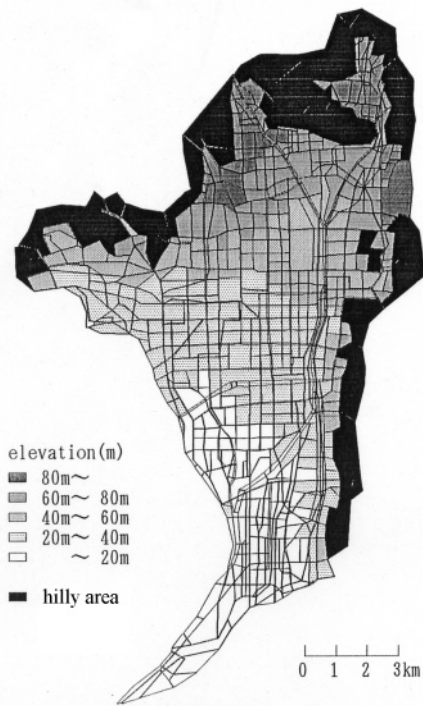 elevation(m)
80m～
60m～ 80m
40m～ 60m
20m～ 40m
～ 20m
hilly area
0 1 2 3km